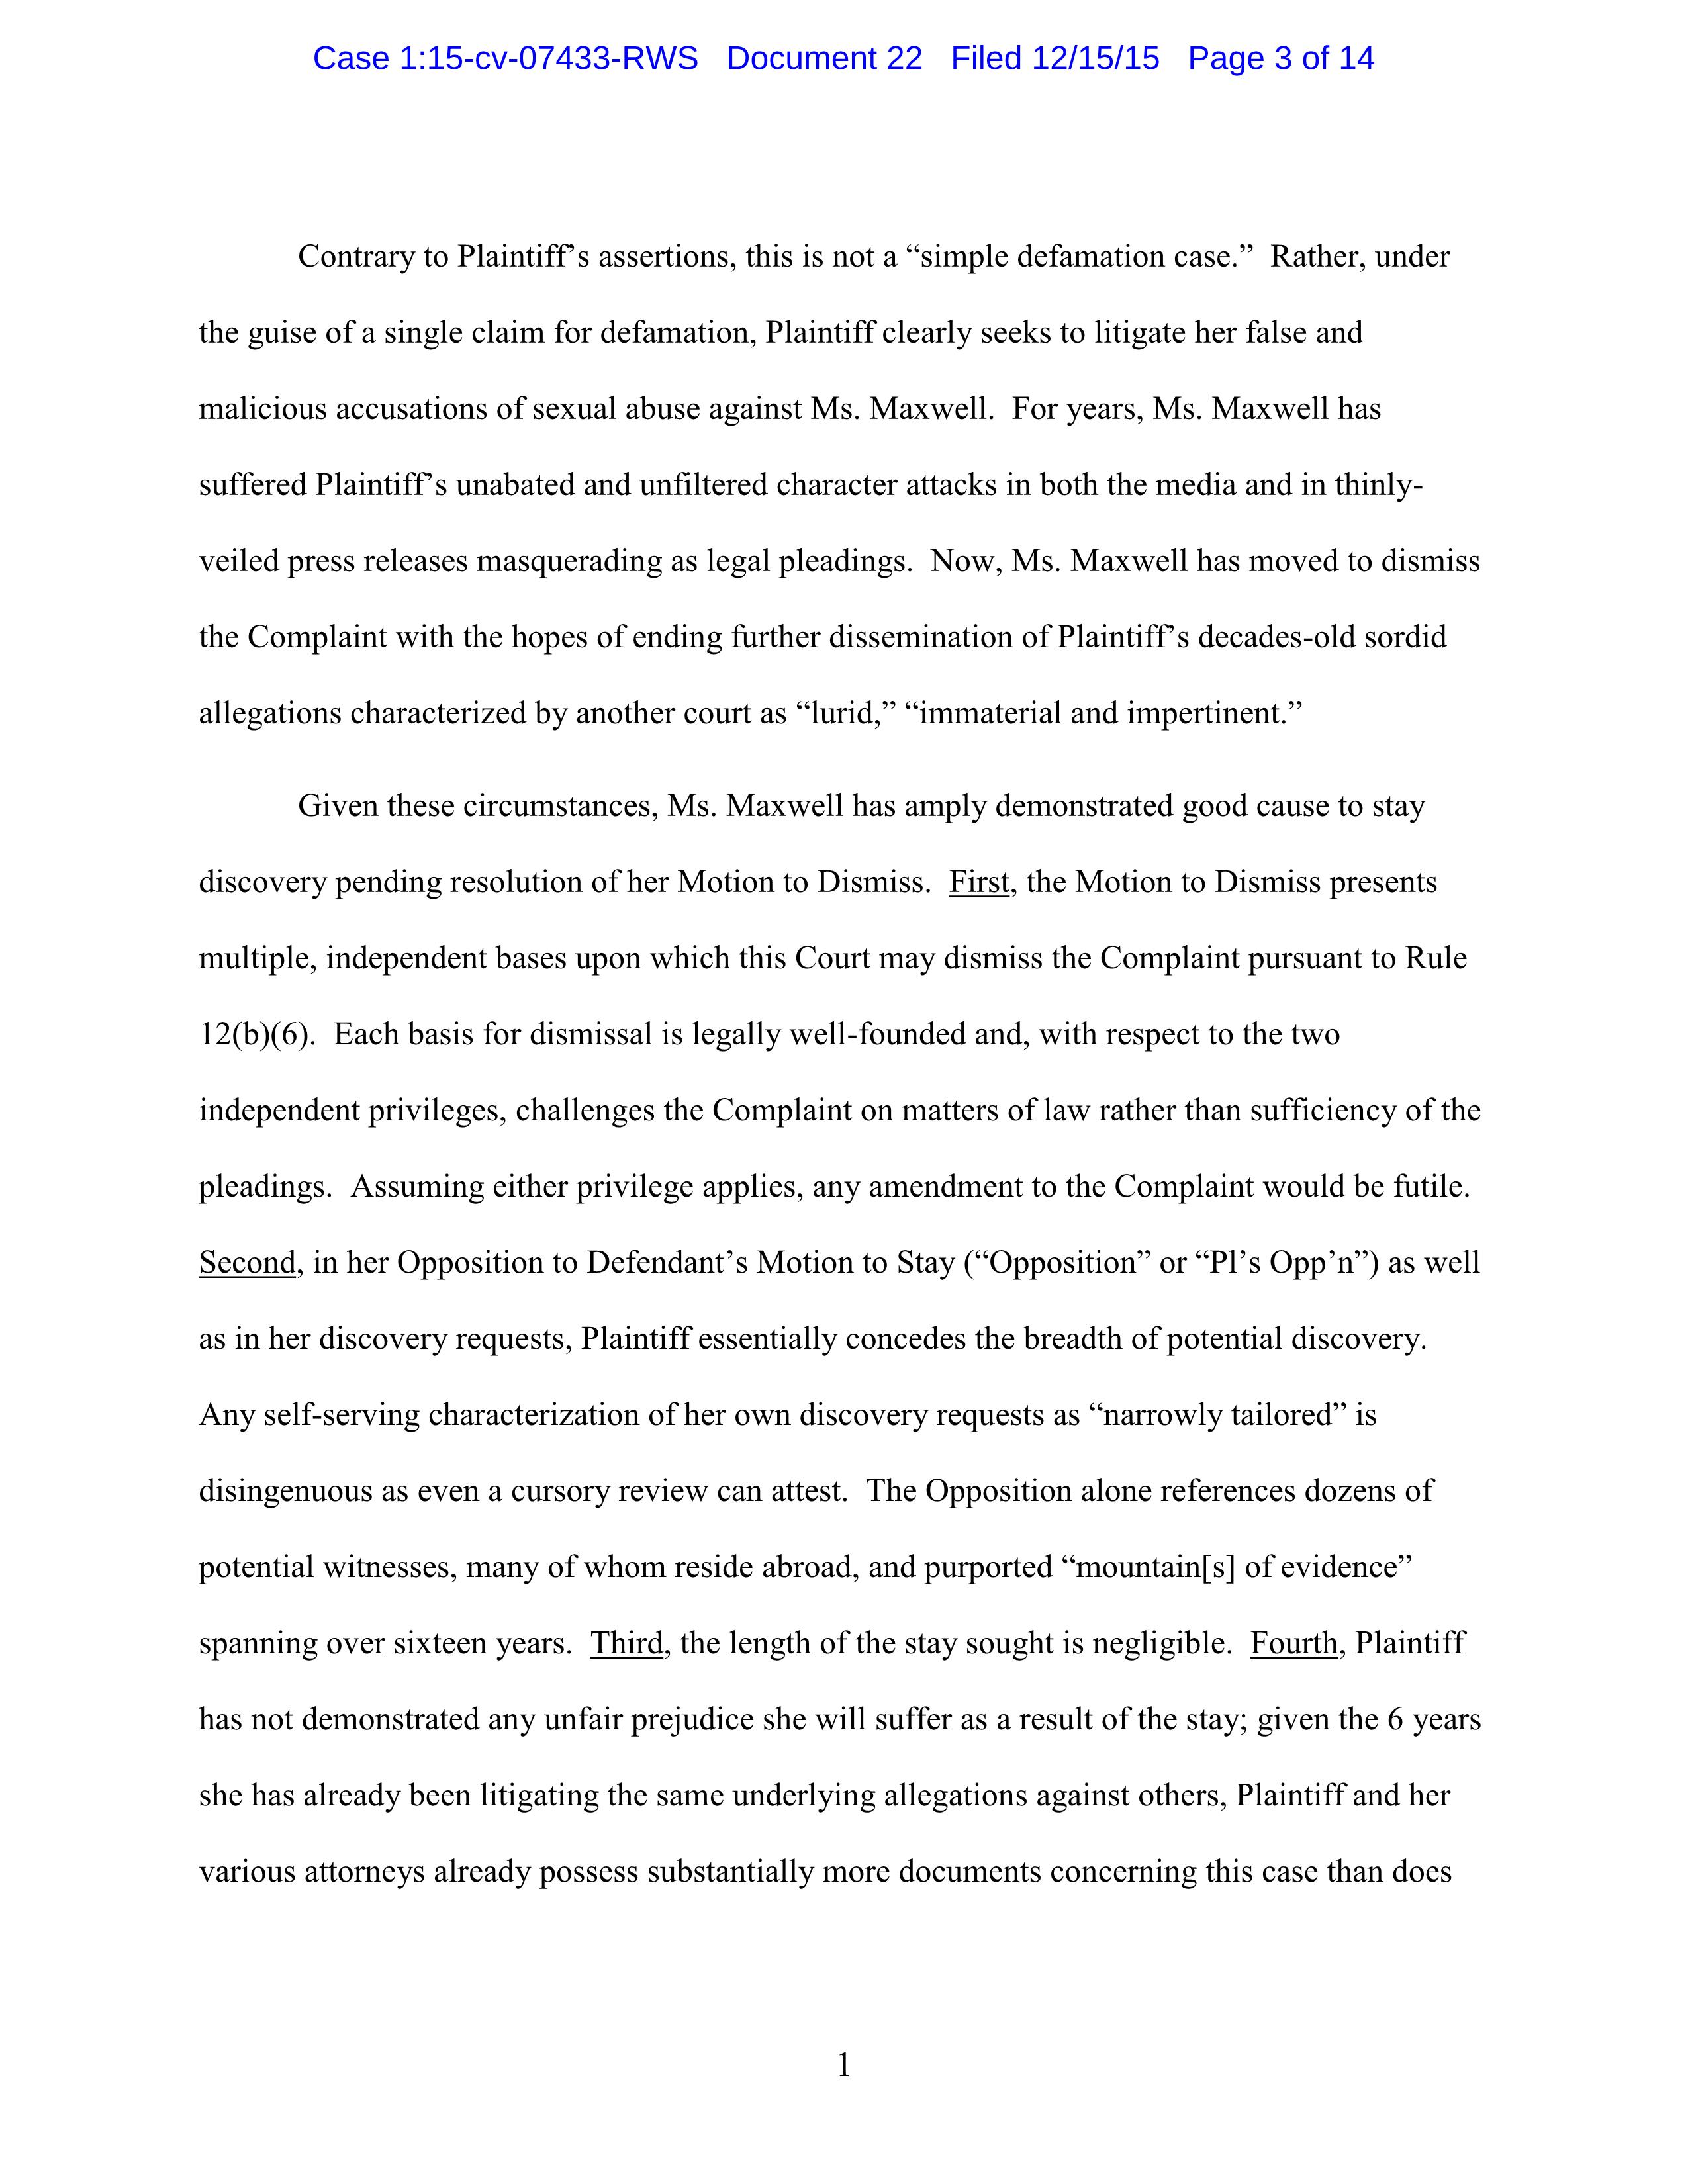 Case 1:15-cv-07433-RWS Document 22 Filed 12/15/15 Page 3 of 14
Contrary to Plaintiff’s assertions, this is not a “simple defamation case.” Rather, under
the guise of a single claim for defamation, Plaintiff clearly seeks to litigate her false and
malicious accusations of sexual abuse against Ms. Maxwell. For years, Ms. Maxwell has
suffered Plaintiff’s unabated and unfiltered character attacks in both the media and in thinly-
veiled press releases masquerading as legal pleadings. Now, Ms. Maxwell has moved to dismiss
the Complaint with the hopes of ending further dissemination of Plaintiff’s decades-old sordid
allegations characterized by another court as “lurid,” “immaterial and impertinent.”
Given these circumstances, Ms. Maxwell has amply demonstrated good cause to stay
discovery pending resolution of her Motion to Dismiss. First, the Motion to Dismiss presents
multiple, independent bases upon which this Court may dismiss the Complaint pursuant to Rule
12(b)(6). Each basis for dismissal is legally well-founded and, with respect to the two
independent privileges, challenges the Complaint on matters of law rather than sufficiency of the
pleadings. Assuming either privilege applies, any amendment to the Complaint would be futile.
Second, in her Opposition to Defendant’s Motion to Stay (“Opposition” or “Pl’s Opp’n”) as well
as in her discovery requests, Plaintiff essentially concedes the breadth of potential discovery.
Any self-serving characterization of her own discovery requests as “narrowly tailored” is
disingenuous as even a cursory review can attest. The Opposition alone references dozens of
potential witnesses, many of whom reside abroad, and purported “mountain[s] of evidence”
spanning over sixteen years. Third, the length of the stay sought is negligible. Fourth, Plaintiff
has not demonstrated any unfair prejudice she will suffer as a result of the stay; given the 6 years
she has already been litigating the same underlying allegations against others, Plaintiff and her
various attorneys already possess substantially more documents concerning this case than does
1